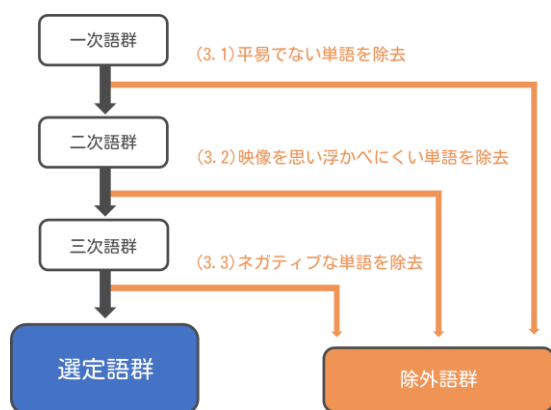 一次語群
(3.1)平易でない単語を除去
二次語群
(3.2)映像を思い浮かべにくい単語を除去
三次語群
(3.3)ネガティブな単語を除去
選定語群
除外語群